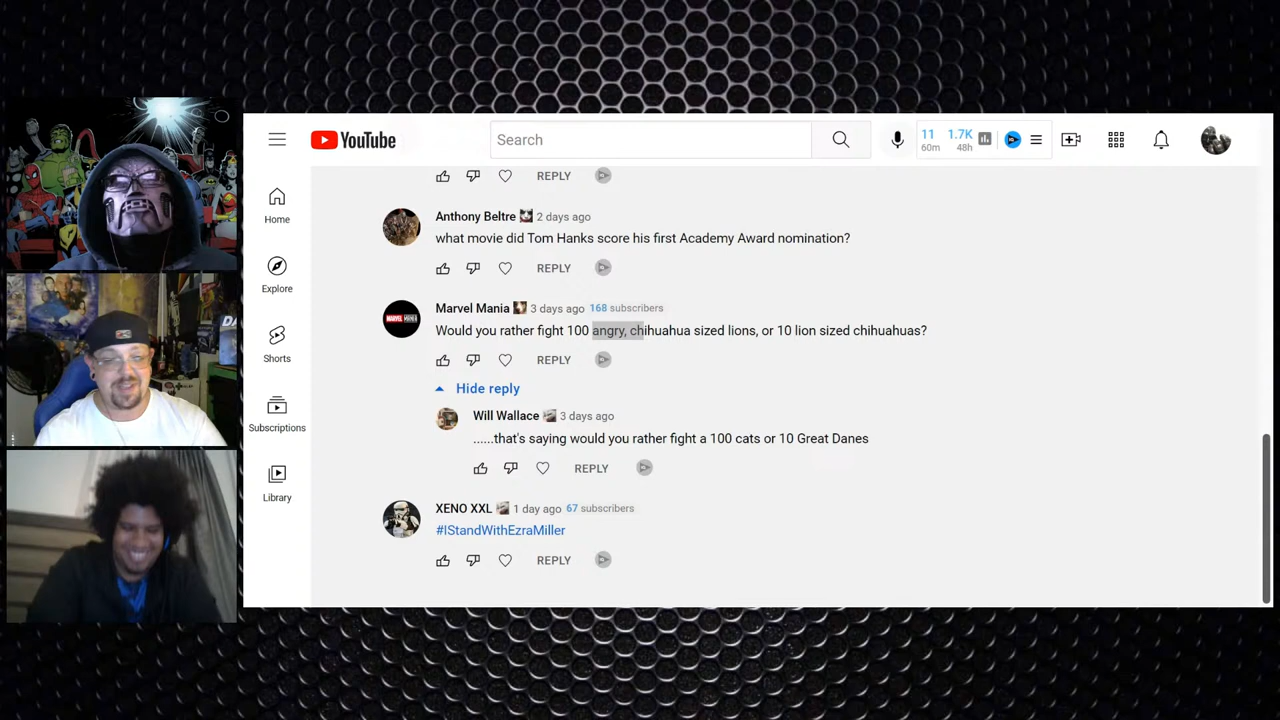 YouTube
Search
11
60m
1.7K
48h
Home
Explore
Shorts
Subscriptions
Library
REPLY
Anthony Beltre 2 days ago
what movie did Tom Hanks score his first Academy Award nomination?
REPLY
Marvel Mania 3 days ago 168 subscribers
Would you rather fight 100 angry, chihuahua sized lions, or 10 lion sized chihuahuas?
REPLY
Hide reply
Will Wallace 3 days ago
......that's saying would you rather fight a 100 cats or 10 Great Danes
REPLY
XENO XXL 1 day ago 67 subscribers
#IStandWithEzraMiller
REPLY